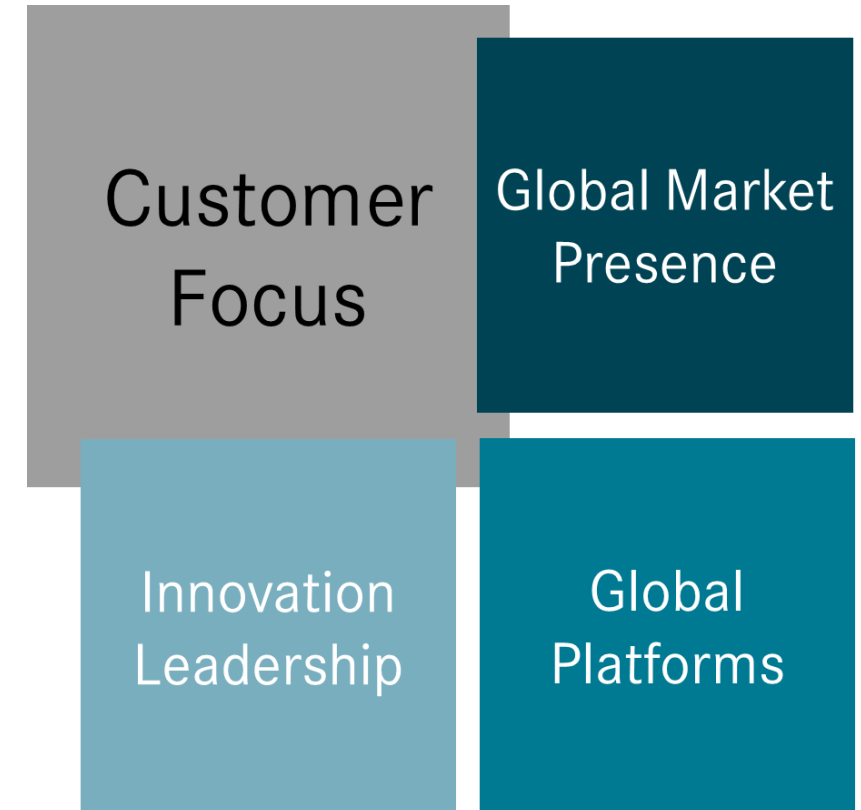 Customer
Focus
Global Market
Presence
Innovation
Leadership
Global
Platforms